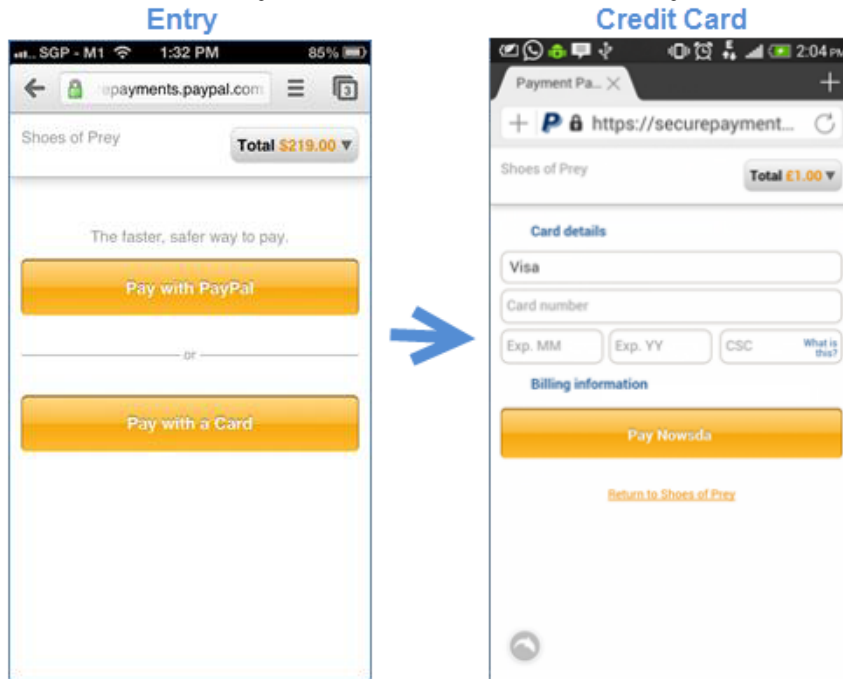 Entry
SGP - M1 1:32 PM 85%
epayments.paypal.com 3
Shoes of Prey
Total $219.00 ▼
The faster, safer way to pay.
Pay with PayPal
or
Pay with a Card
Credit Card
2:04 PM
Payment Pa...
https://securepayment...
Shoes of Prey
Total £1.00 ▼
Card details
Visa
Card number
Exp. MM Exp. YY CSC What is
this?
Billing information
Pay Nowsda
Return to Shoes of Prey